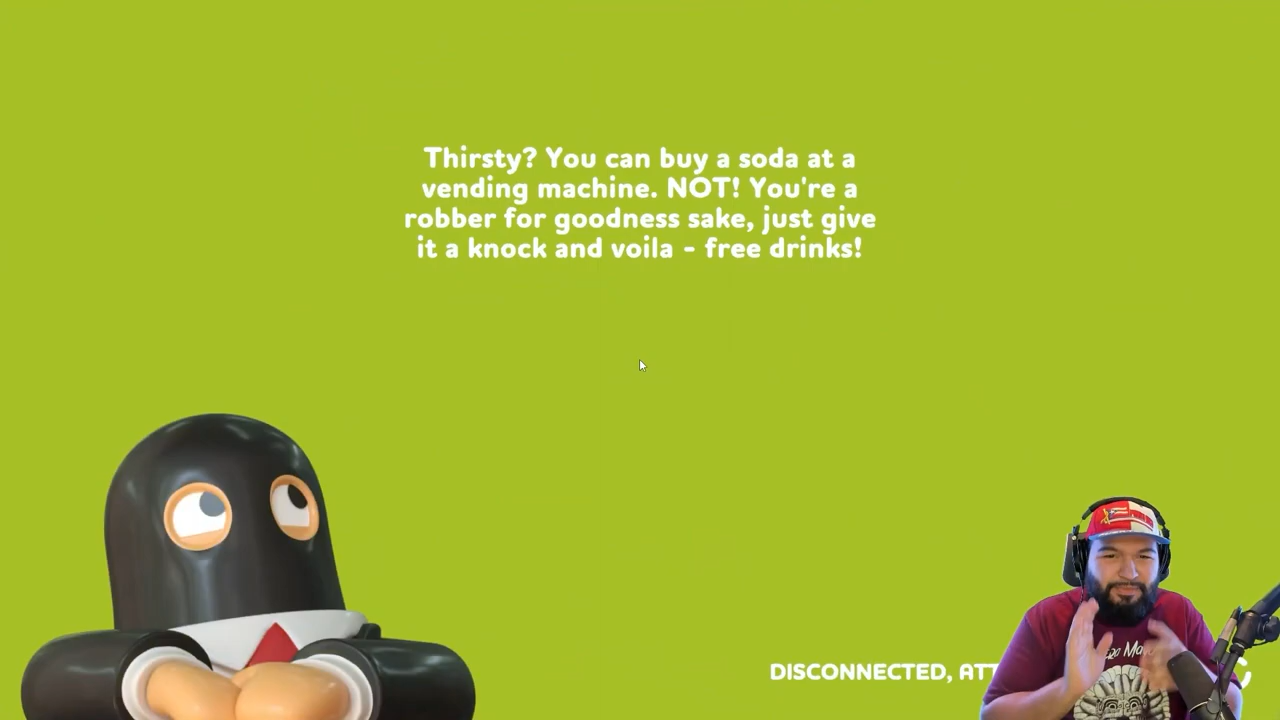 Thirsty? You can buy a soda at a
vending machine. NOT! You're a
robber for goodness sake, just give
it a knock and voila - free drinks!
DISCONNECTED,